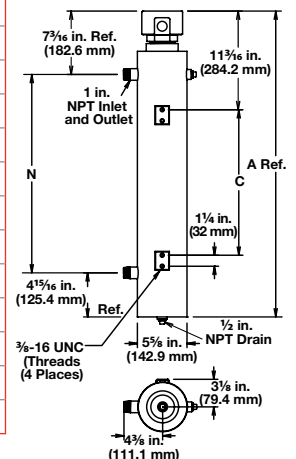 7³⁄₁₆ in. Ref.
(182.6 mm)
11³⁄₁₆ in.
(284.2 mm)
1 in.
NPT Inlet
and Outlet
A Ref.
N
C
1¼ in.
(32 mm)
4¹⁵⁄₁₆ in.
(125.4 mm)
Ref.
⅜-16 UNC
(Threads
(4 Places)
½ in.
NPT Drain
5⅝ in.
(142.9 mm)
3⅛ in.
(79.4 mm)
4⅜ in.
(111.1 mm)